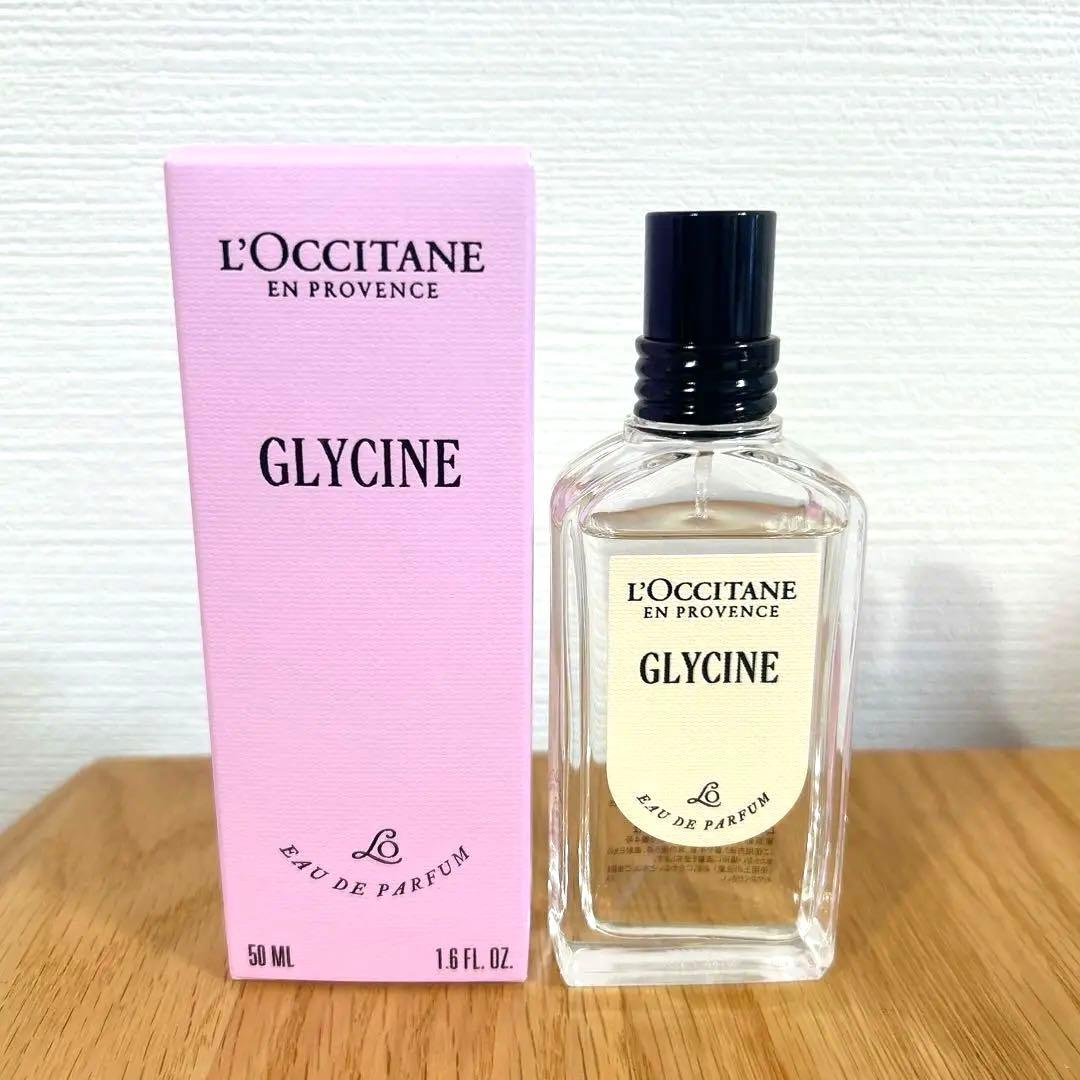 L'OCCITANE
EN PROVENCE
GLYCINE
LO
EAU DE PARFUM
50 ML
1.6 FL. OZ.
L'OCCITANE
EN PROVENCE
GLYCINE
LO
EAU DE PARFUM